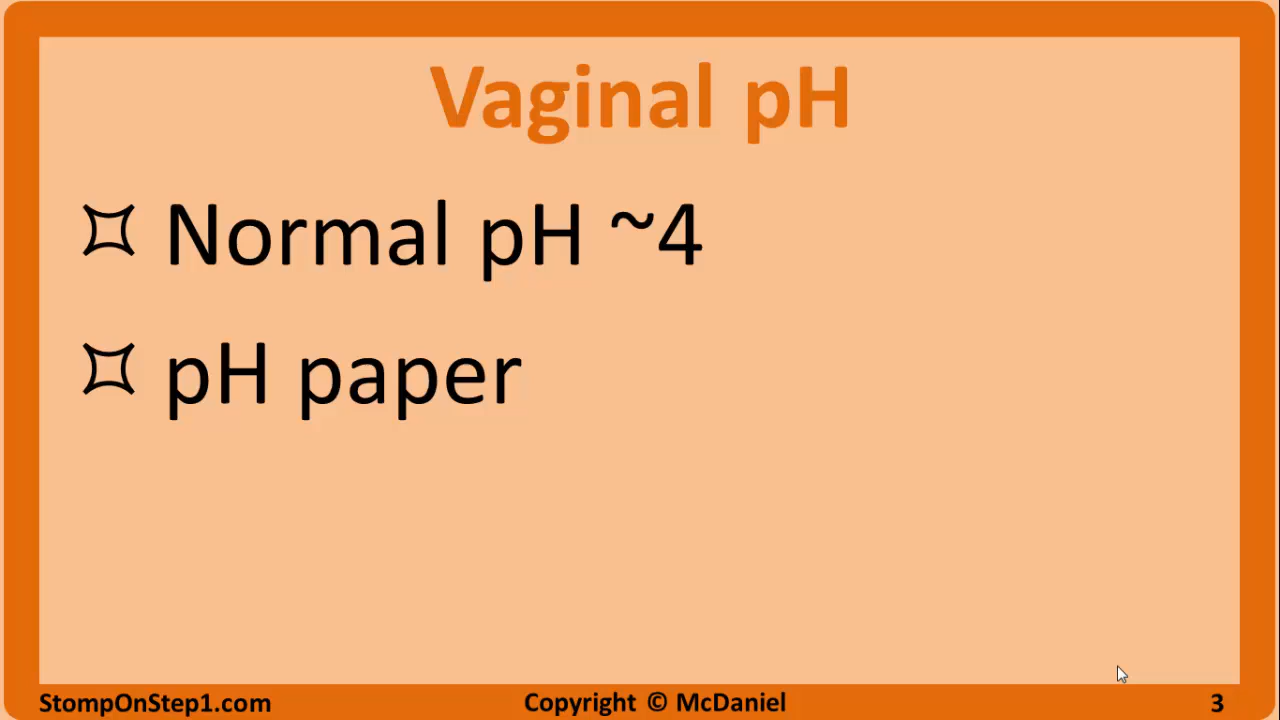 Vaginal pH
Normal pH ~4
pH paper
StompOnStep1.com
Copyright © McDaniel
3